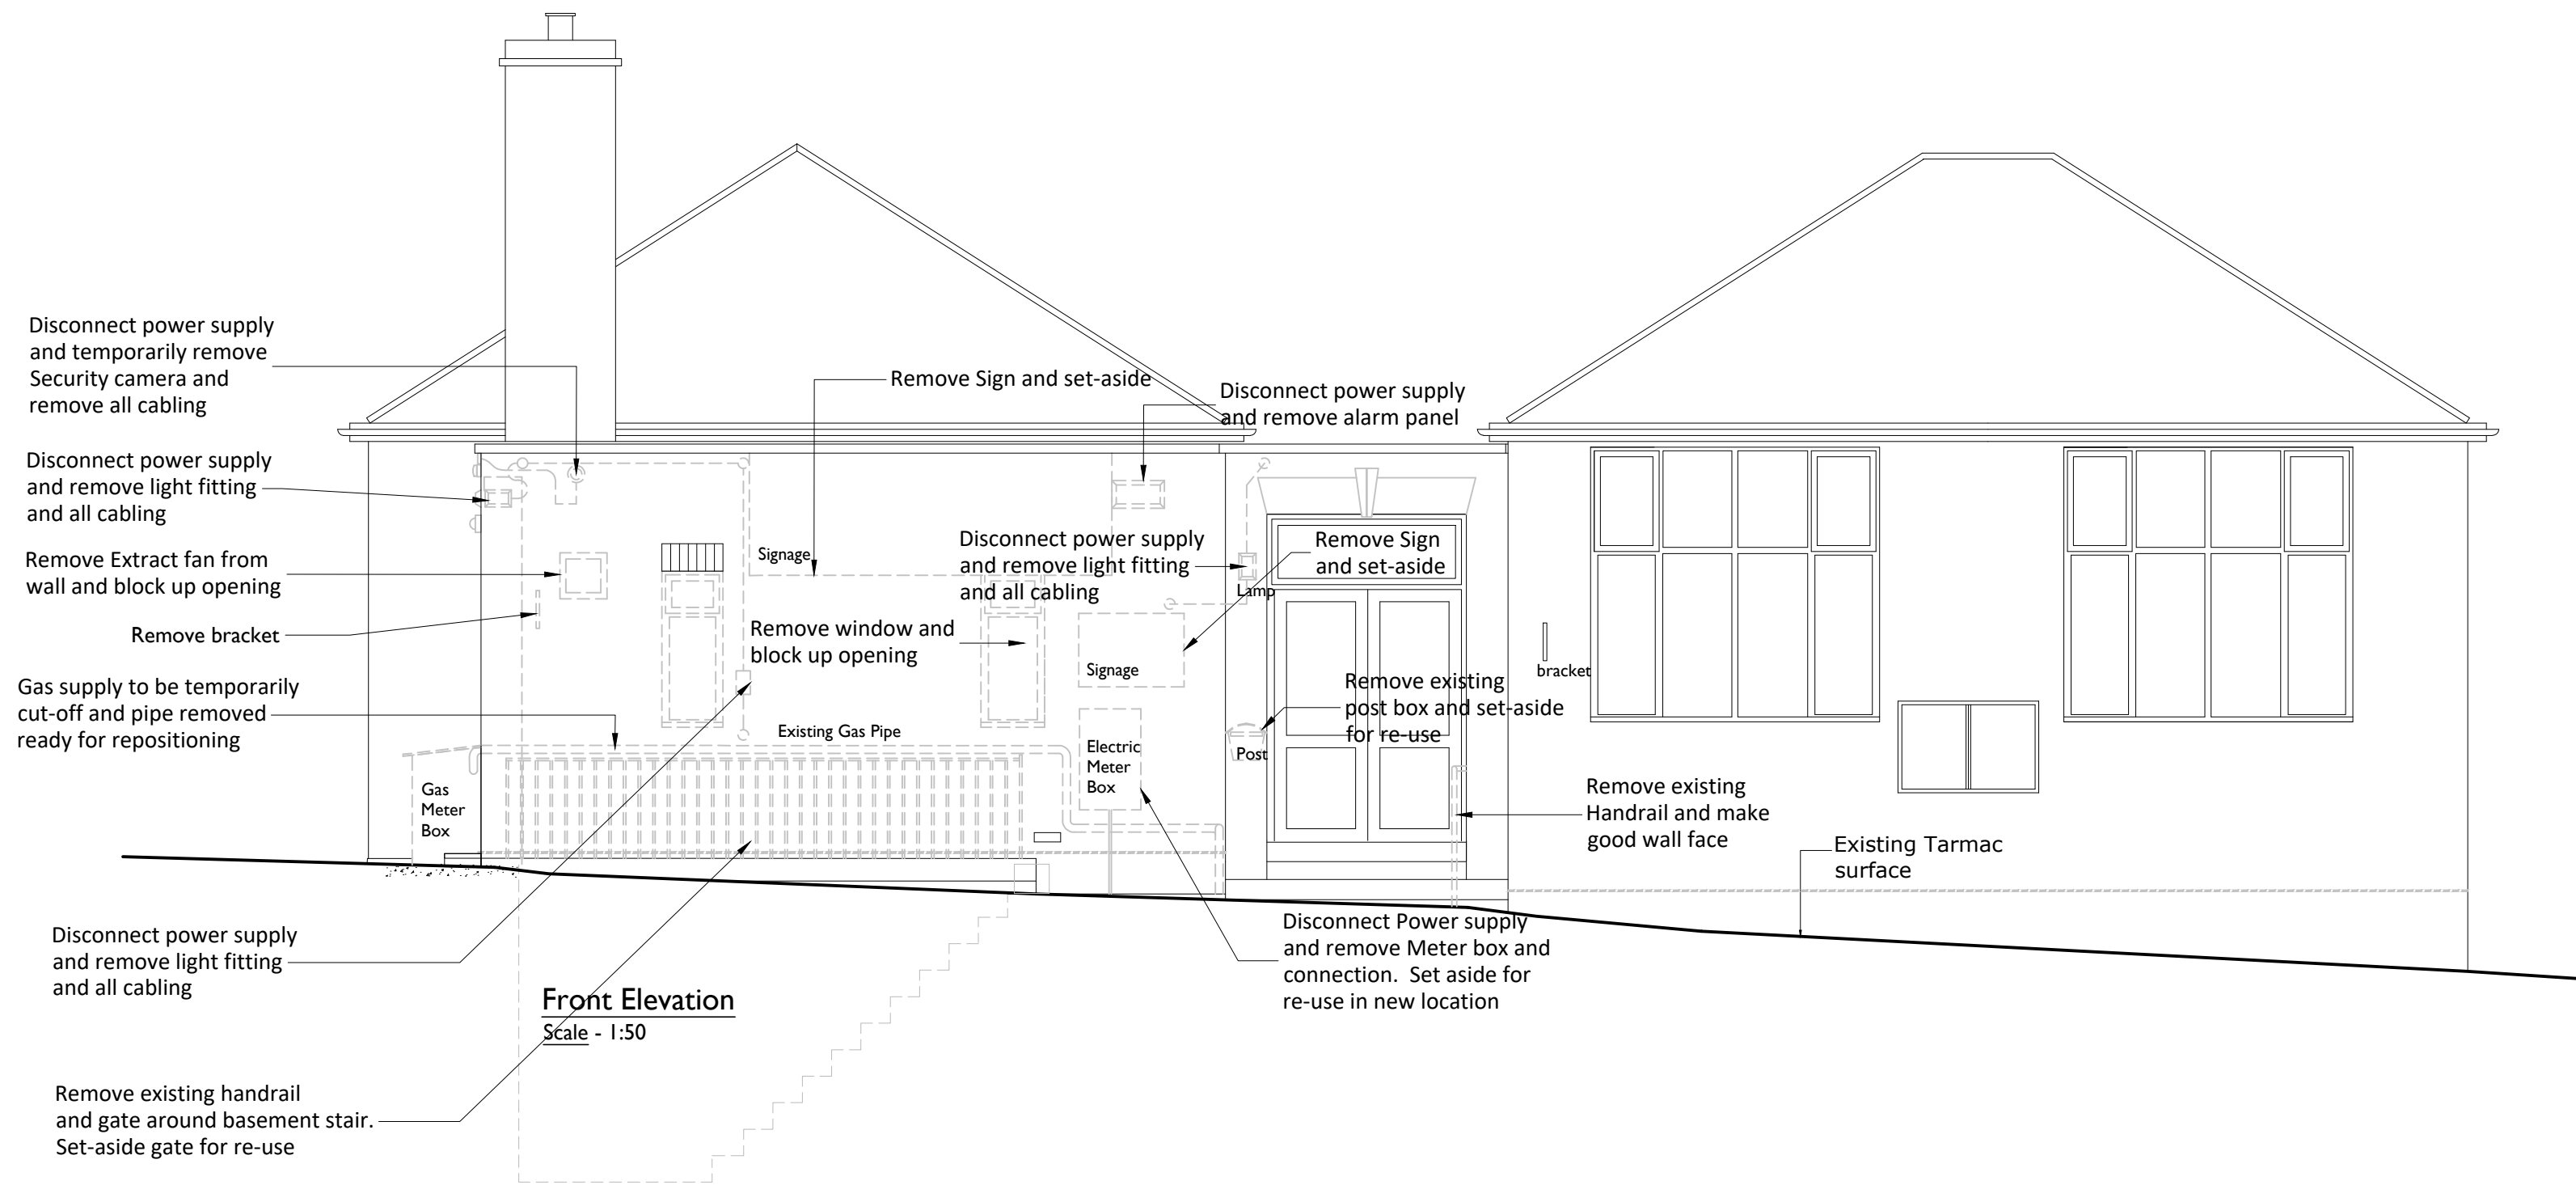 Disconnect power supply
and temporarily remove
Security camera and
remove all cabling
Remove Sign and set-aside
Disconnect power supply
and remove alarm panel
Disconnect power supply
and remove light fitting
and all cabling
Signage
Disconnect power supply
and remove light fitting
and all cabling
Remove Sign
and set-aside
Lamp
Remove Extract fan from
wall and block up opening
Remove bracket
Remove window and
block up opening
Signage
bracket
Gas supply to be temporarily
cut-off and pipe removed
ready for repositioning
Remove existing
post box and set-aside
for re-use
Existing Gas Pipe
Electric
Meter
Box
Post
Gas
Meter
Box
Remove existing
Handrail and make
good wall face
Existing Tarmac
surface
Disconnect power supply
and remove light fitting
and all cabling
Disconnect Power supply
and remove Meter box and
connection. Set aside for
re-use in new location
Front Elevation
Scale - 1:50
Remove existing handrail
and gate around basement stair.
Set-aside gate for re-use